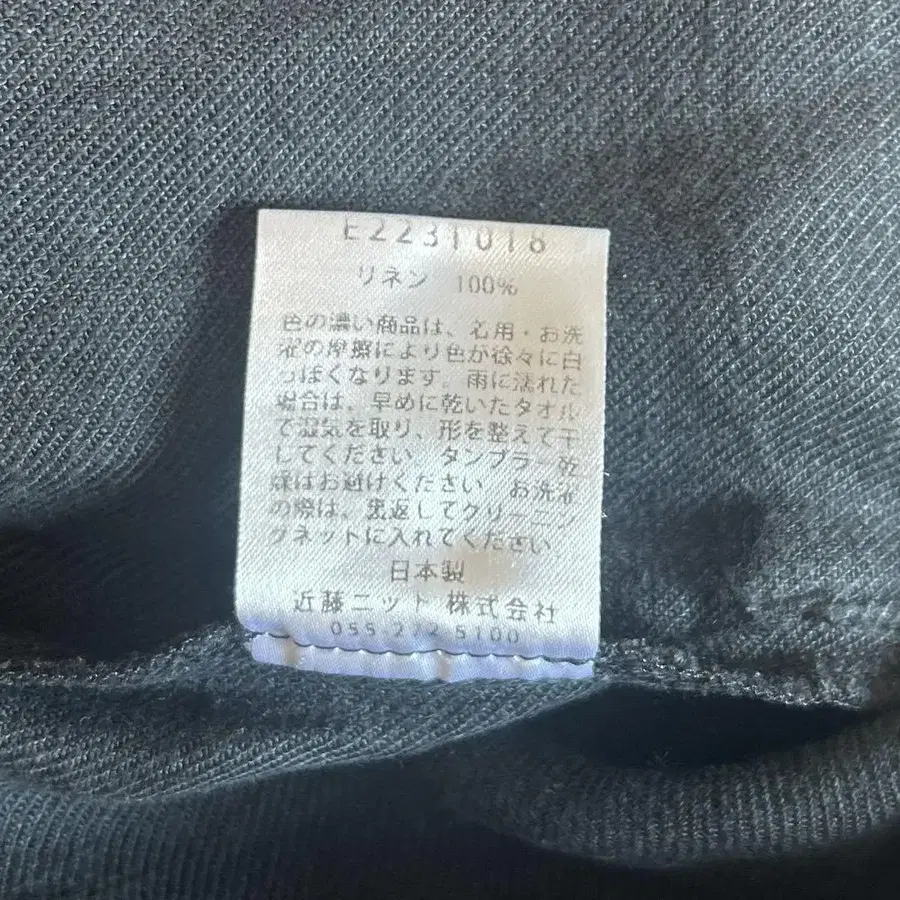 E2231018
リネン 100%
色の濃い商品は、着用・お洗
濯の摩擦により色が徐々に白
っぽくなります。雨に濡れた
場合は、早めに乾いたタオル
で湿気を取り、形を整えて干
してください タンブラー乾
燥はお避けください お洗濯
の際は、裏返してクリーニン
グネットに入れてください
日本製
近藤ニット 株式会社
055-272 5100